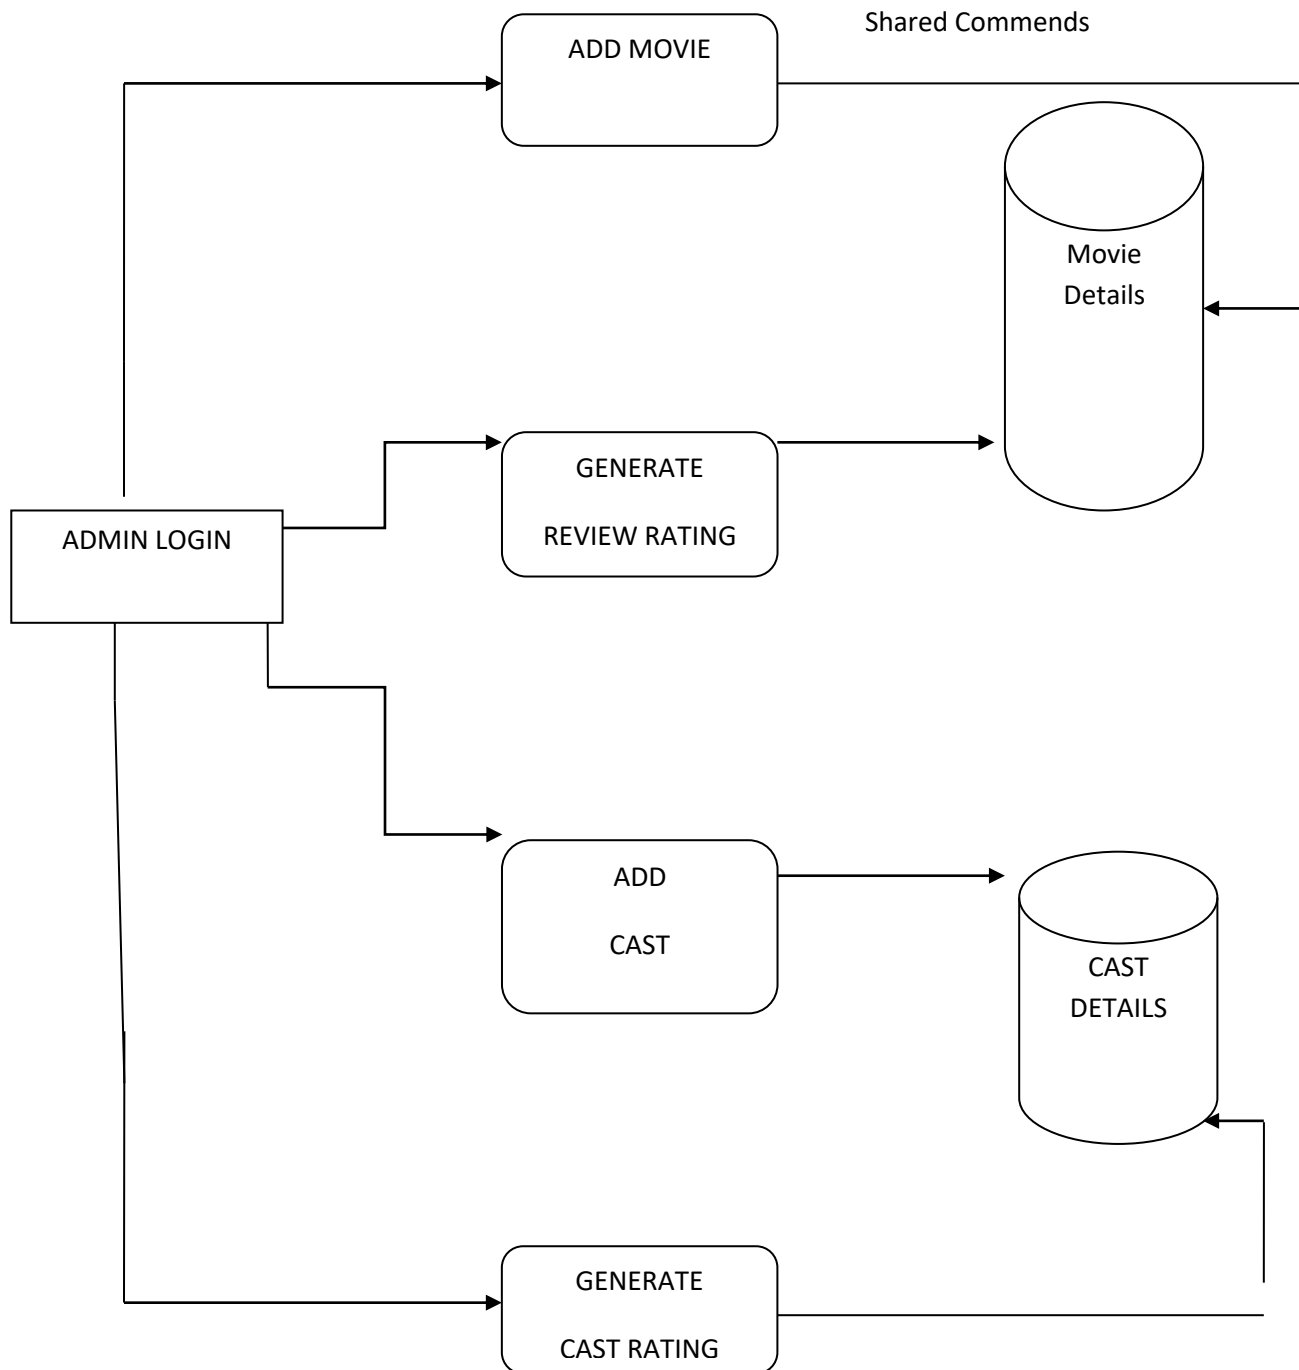 Shared Commends
ADD MOVIE
Movie
Details
GENERATE
REVIEW RATING
ADMIN LOGIN
ADD
CAST
CAST
DETAILS
GENERATE
CAST RATING